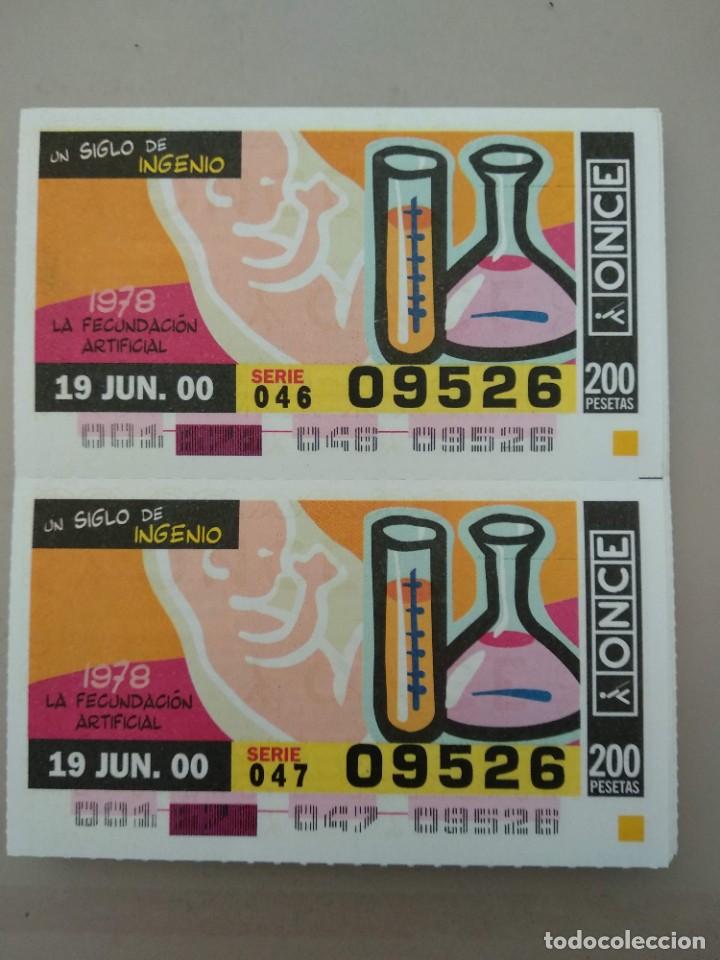 UN SIGLO DE
INGENIO
1978
LA FECUNDACIÓN
ARTIFICIAL
19 JUN. 00
SERIE
046
09526
ONCE
200
PESETAS
001 046 09526
UN SIGLO DE
INGENIO
1978
LA FECUNDACIÓN
ARTIFICIAL
19 JUN. 00
SERIE
047
09526
ONCE
200
PESETAS
001 047 09526
todocoleccion